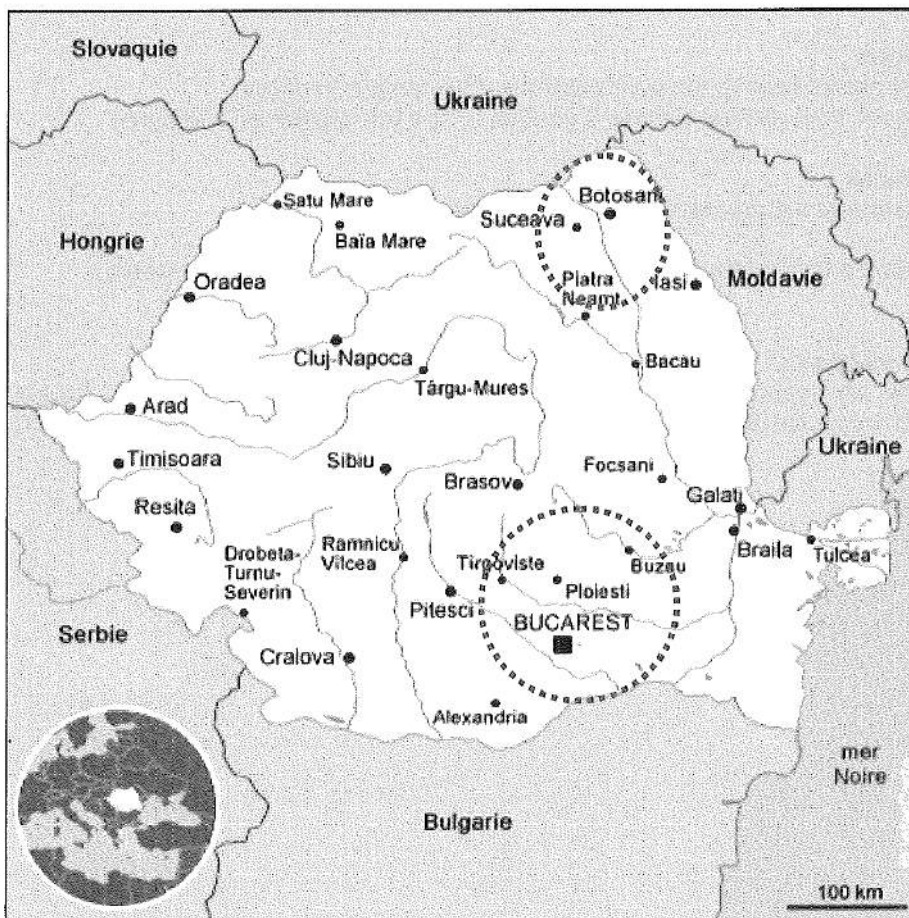 Slovaquie
Ukraine
Satu Mare
Baïa Mare
Suceava
Botosani
Hongrie
Moldavie
Oradea
Piatra
Neamt
Iasi
Cluj-Napoca
Târgu-Mures
Bacau
Arad
Ukraine
Timisoara
Sibiu
Brasov
Focsani
Galati
Resita
Braila
Tulcea
Drobeta-
Turnu-
Severin
Ramnicu
Vilcea
Tirgoviste
Buzau
Ploiesti
Pitesci
BUCAREST
Serbie
Cralova
Alexandria
mer
Noire
Bulgarie
100 km